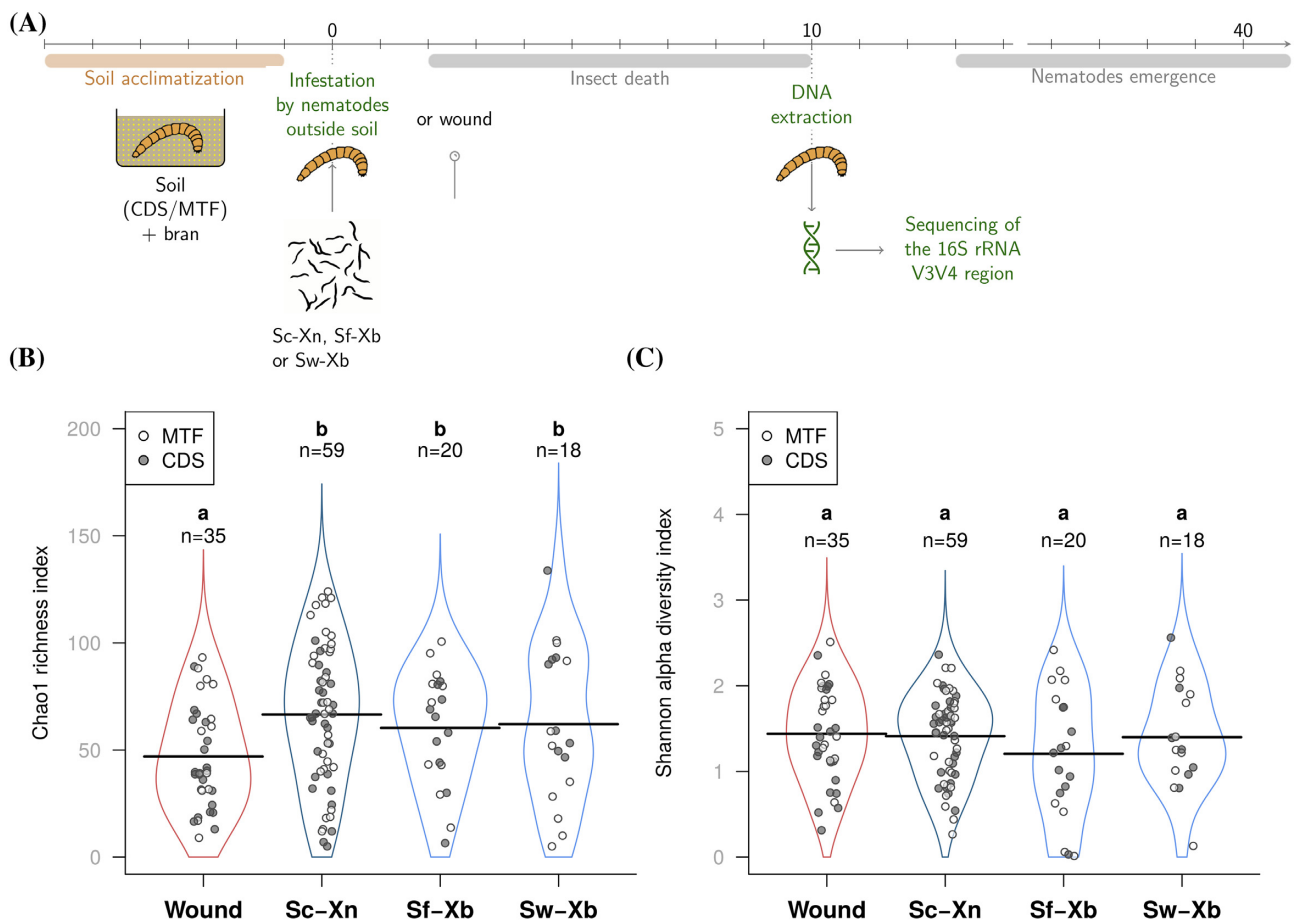 (A)
0
10
40
Soil acclimatization
Insect death
Nematodes emergence
Infestation
by nematodes
outside soil
or wound
DNA
extraction
Soil
(CDS/MTF)
+ bran
Sequencing of
the 16S rRNA
V3V4 region
Sc-Xn, Sf-Xb
or Sw-Xb
(B)
Chao1 richness index
200
150
100
50
0
MTF
CDS
a
n=35
b
n=59
b
n=20
b
n=18
Wound
Sc−Xn
Sf−Xb
Sw−Xb
(C)
Shannon alpha diversity index
5
4
3
2
1
0
MTF
CDS
a
n=35
a
n=59
a
n=20
a
n=18
Wound
Sc−Xn
Sf−Xb
Sw−Xb